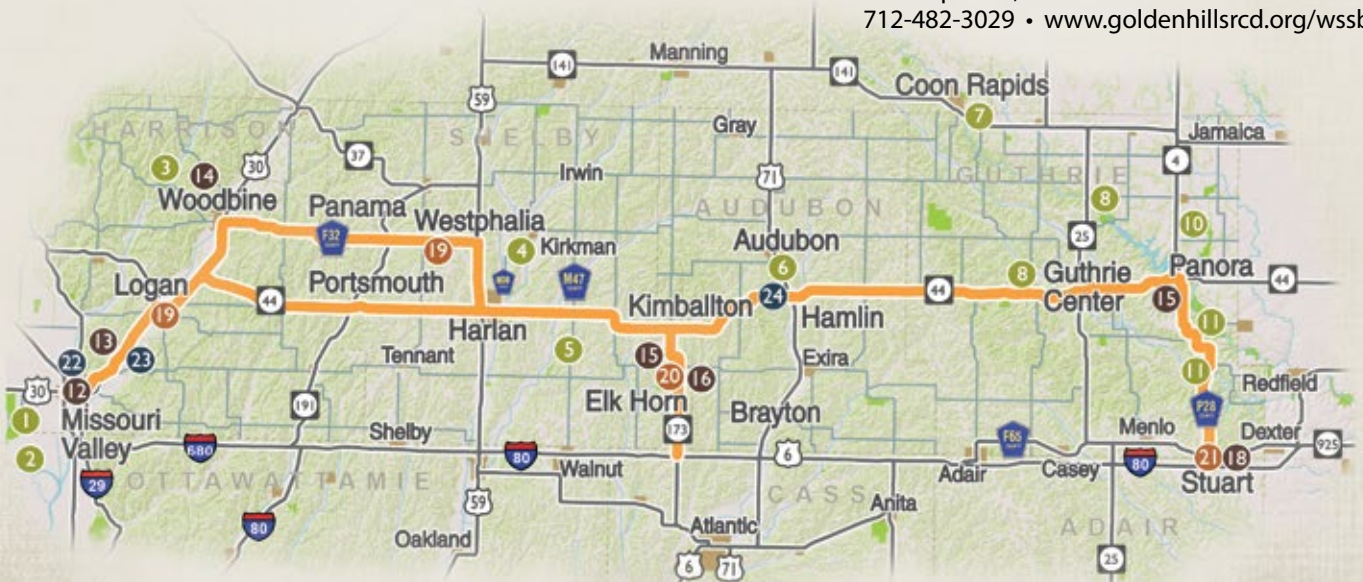 712-482-3029 • www.goldenhillsrcd.org/wssb
Manning
141
141
Coon Rapids
59
7
Jamaica
HARRISON
SHELBY
Gray
4
37
30
3
14
Irwin
71
GUTHRIE
Woodbine
Panama
Westphalia
AUDUBON
8
10
F32
19
4
Kirkman
Audubon
25
M47
6
8
Guthrie
Center
Panora
44
Logan
Portsmouth
44
Kimballton
24
Hamlin
44
15
19
Harlan
11
13
Tennant
5
15
Exira
22
23
20
16
11
Redfield
30
12
Elk Horn
Brayton
P28
1
Missouri
Valley
191
173
Menlo
Dexter
2
Shelby
F65
925
680
80
6
Adair
Casey
80
21
18
Walnut
Stuart
29
OTTAWATTAMIE
59
CASS
Anita
80
Atlantic
ADAIR
Oakland
6
71
25